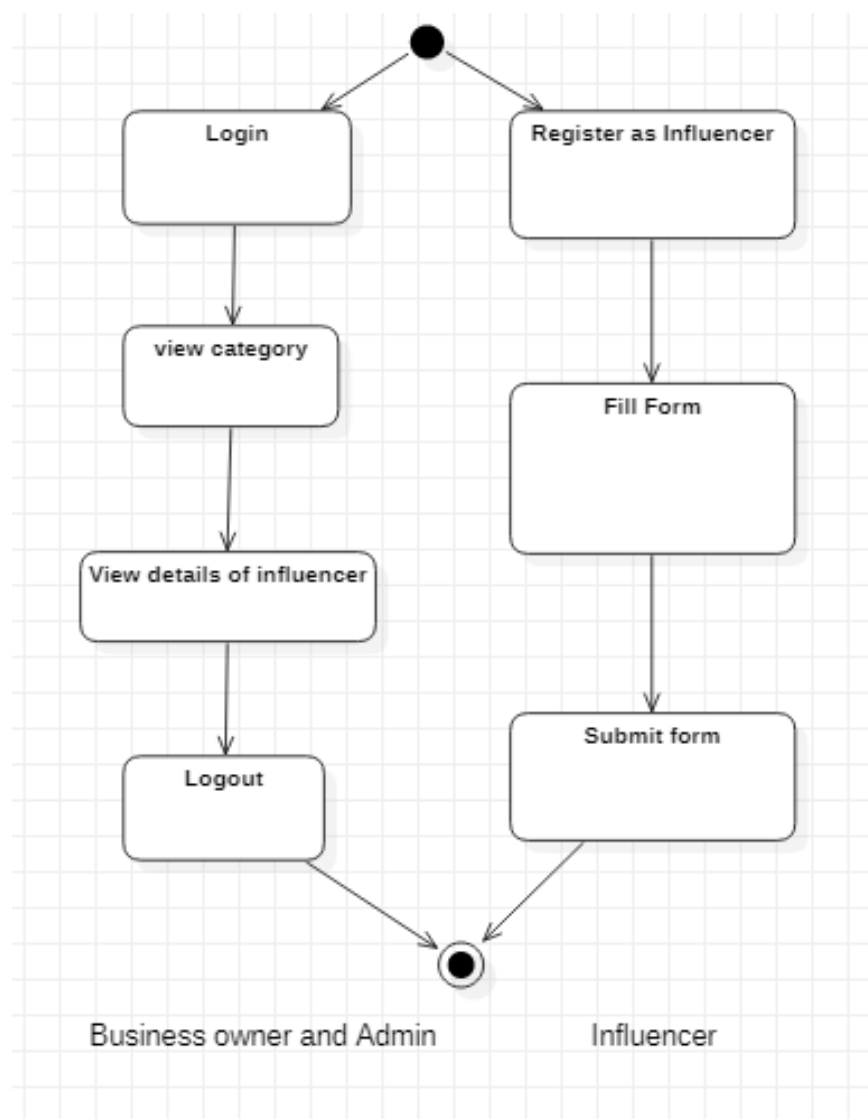 Login
Register as Influencer
view category
Fill Form
View details of influencer
Submit form
Logout
Business owner and Admin
Influencer